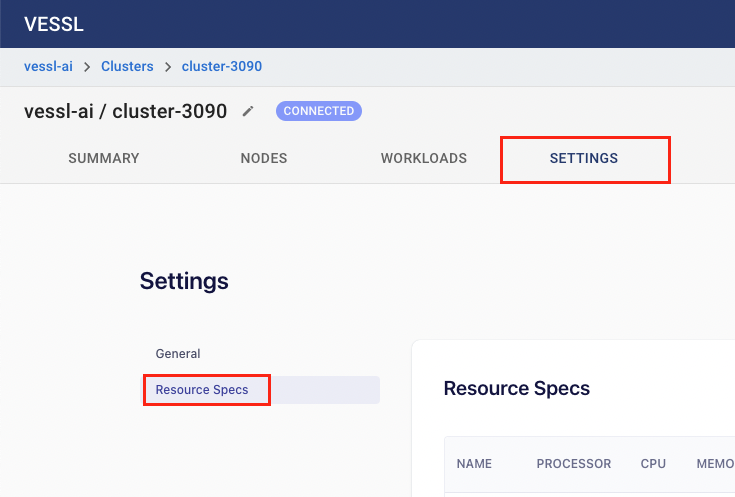 VESSL
vessl-ai > Clusters > cluster-3090
vessl-ai / cluster-3090 CONNECTED
SUMMARY NODES WORKLOADS SETTINGS
Settings
General
Resource Specs
Resource Specs
NAME PROCESSOR CPU MEMO